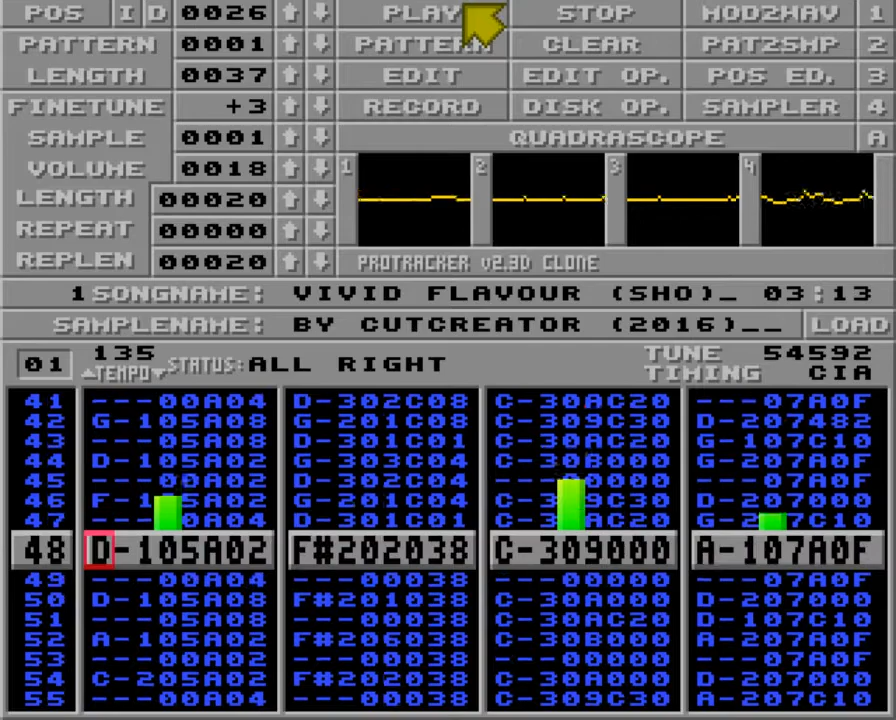 POS I D 0026 PLAY STOP MOD2WAV 1
PATTERN 0001 PATTERN CLEAR PAT2SMP 2
LENGTH 0037 EDIT EDIT OP. POS ED. 3
FINETUNE +3 RECORD DISK OP. SAMPLER 4
SAMPLE 0001 QUADRASCOPE A
VOLUME 0018 1 2 3 4
LENGTH 00020
REPEAT 00000
REPLEN 00020 PROTRACKER V2.3D CLONE
1 SONGNAME: VIVID FLAVOUR (SHO)_ 03:13
SAMPLENAME: BY CUTCREATOR (2016)__ LOAD
01 135 TEMPO STATUS: ALL RIGHT TUNE 54592
TIMING CIA
41 ---00A04 D-302C08 C-30AC20 ---07A0F
42 G-105A08 G-201C08 C-309C30 D-207482
43 ---05A08 D-301C01 C-30AC20 G-107C10
44 D-105A02 G-303C04 C-30B000 G-207A0F
45 ---05A02 D-302C04 ---07A0F
46 F-105A02 G-201C04 C-309C30 D-207000
47 ---00A04 D-301C01 C-30AC20 G-207C10
48 D-105A02 F#202038 C-309000 A-107A0F
49 ---00A08 ---00038 C-30A000 ---07A0F
50 D-105A08 F#201038 C-30A000 D-207000
51 ---05A08 ---00038 C-30A000 D-107C10
52 A-105A02 F#206038 C-30B000 A-207A0F
53 ---00A02 ---00038 ---00000 ---07A0F
54 C-205A02 F#202038 C-30A000 D-207000
55 ---00A04 ---00038 C-309C30 A-207C10